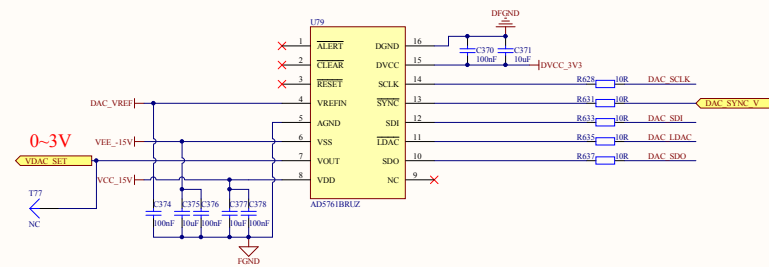 DFGND
U79
1 ALERT DGND 16
C370 C371
100nF 10uF
2 CLEAR DVCC 15 DVCC_3V3
3 RESET SCLK 14 R628 10R DAC_SCLK
DAC_VREF 4 VREFIN SYNC 13 R631 10R DAC_SYNC_V
5 AGND SDI 12 R633 10R DAC_SDI
0~3V
VEE_-15V 6 VSS LDAC 11 R635 10R DAC_LDAC
VDAC_SET 7 VOUT SDO 10 R637 10R DAC_SDO
VCC_15V 8 VDD NC 9
T77
NC
C374 C375 C376 C377 C378
100nF 10uF 100nF 10uF 100nF
AD5761BRUZ
FGND